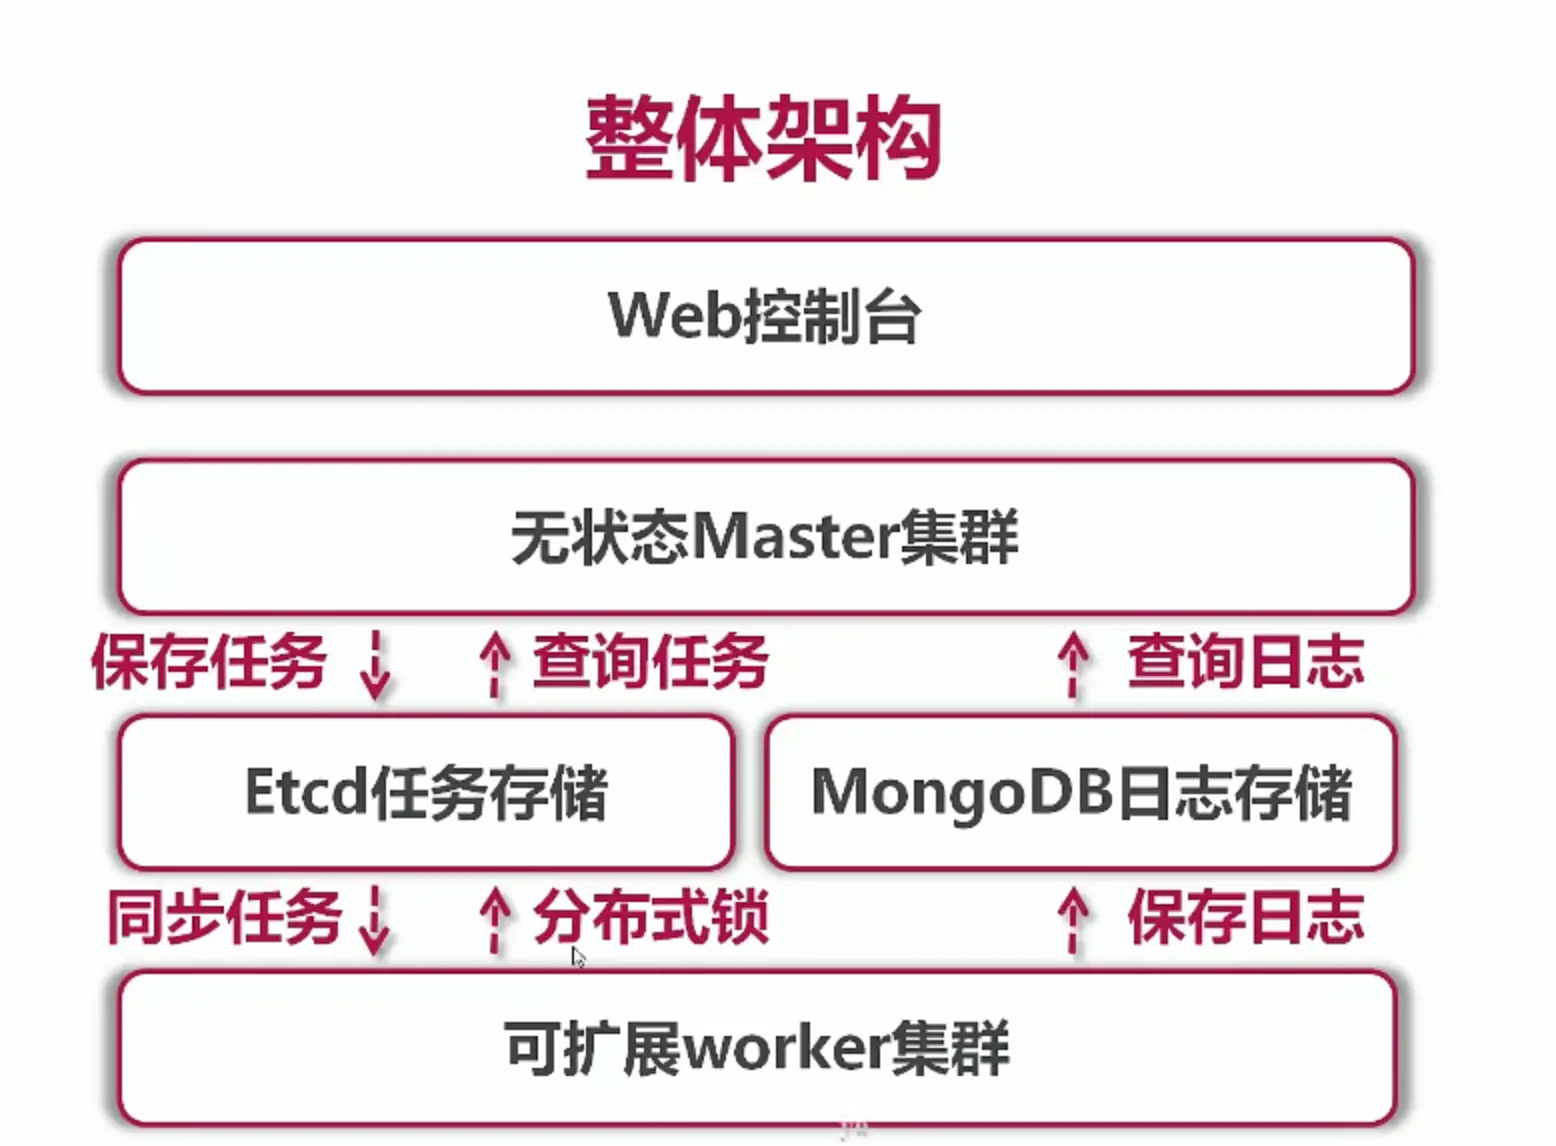 整体架构
Web控制台
无状态Master集群
保存任务 查询任务 查询日志
Etcd任务存储 MongoDB日志存储
同步任务 分布式锁 保存日志
可扩展worker集群